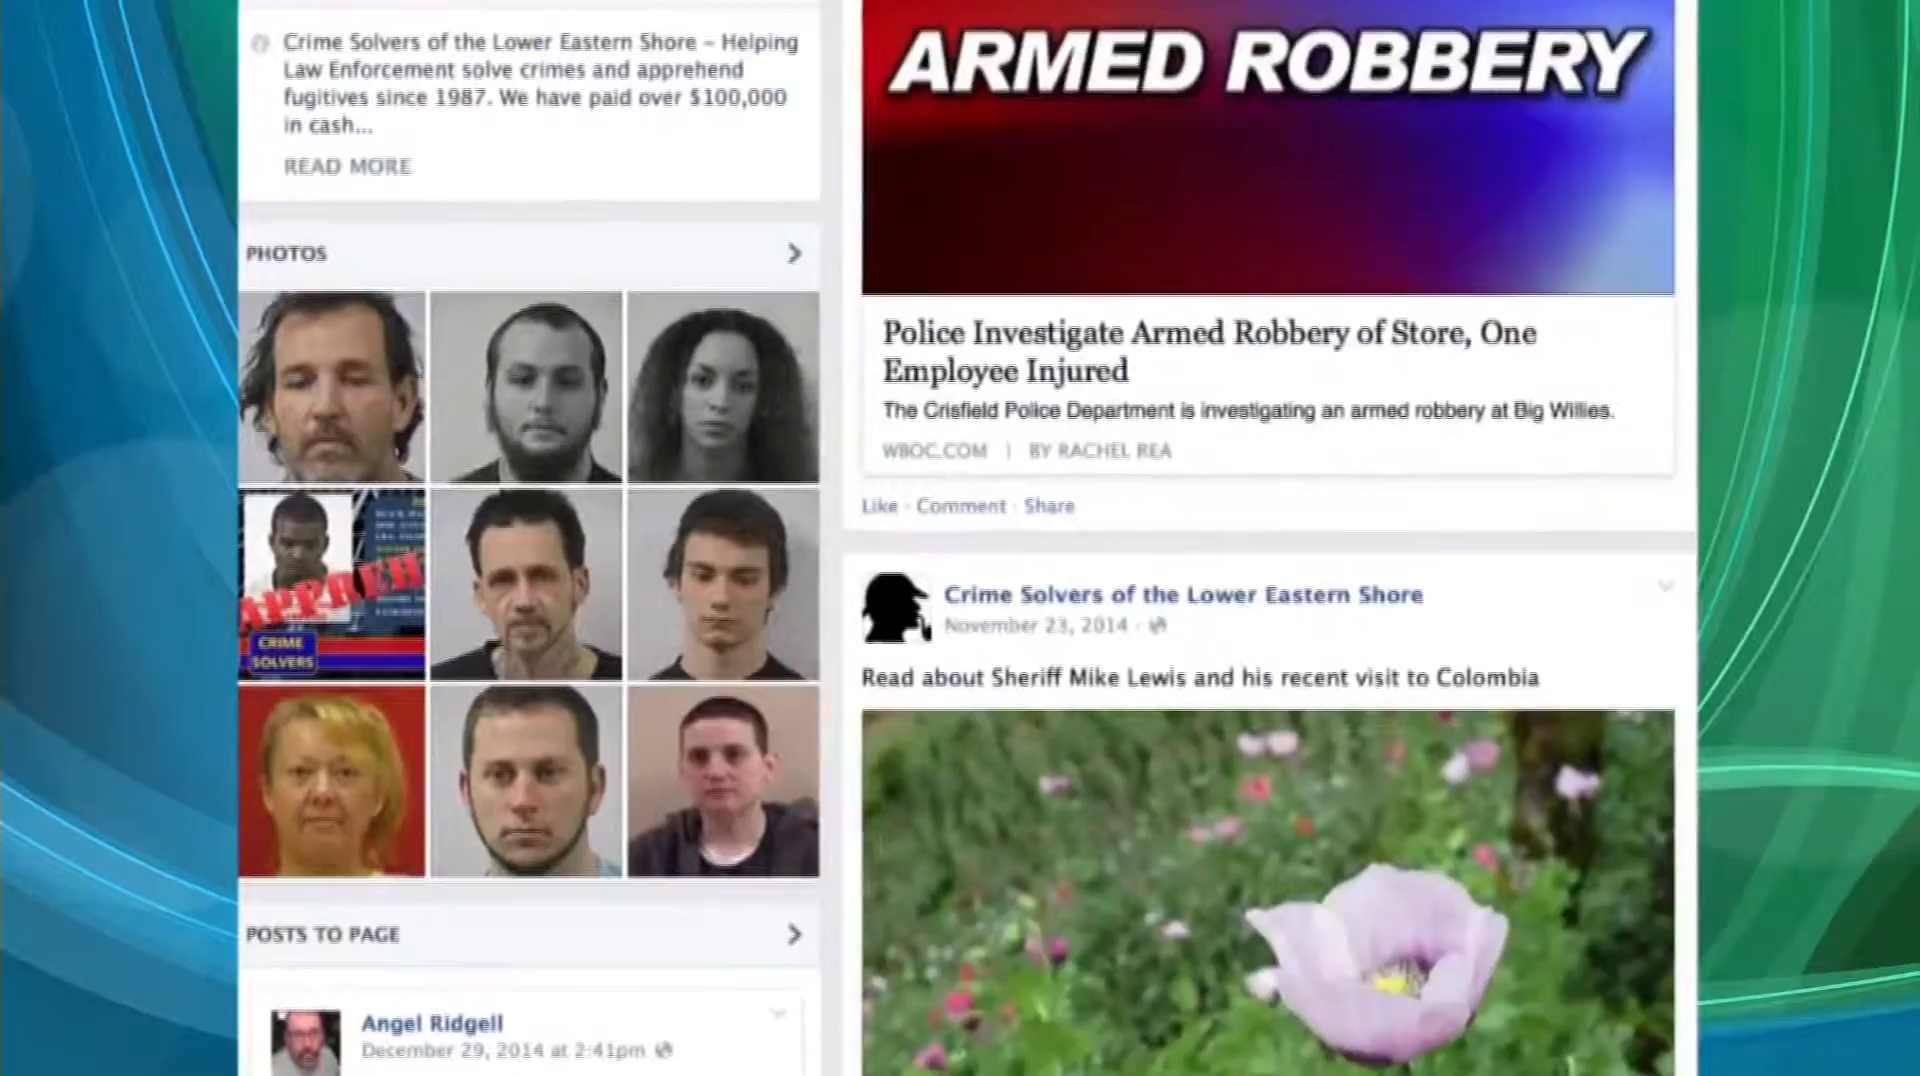 Crime Solvers of the Lower Eastern Shore – Helping
Law Enforcement solve crimes and apprehend
fugitives since 1987. We have paid over $100,000
in cash...
READ MORE
PHOTOS
APPREH
CRIME
SOLVERS
POSTS TO PAGE
Angel Ridgell
December 29, 2014 at 2:41pm
ARMED ROBBERY
Police Investigate Armed Robbery of Store, One
Employee Injured
The Crisfield Police Department is investigating an armed robbery at Big Willies.
WBOC.COM | BY RACHEL REA
Like · Comment · Share
Crime Solvers of the Lower Eastern Shore
November 23, 2014 ·
Read about Sheriff Mike Lewis and his recent visit to Colombia